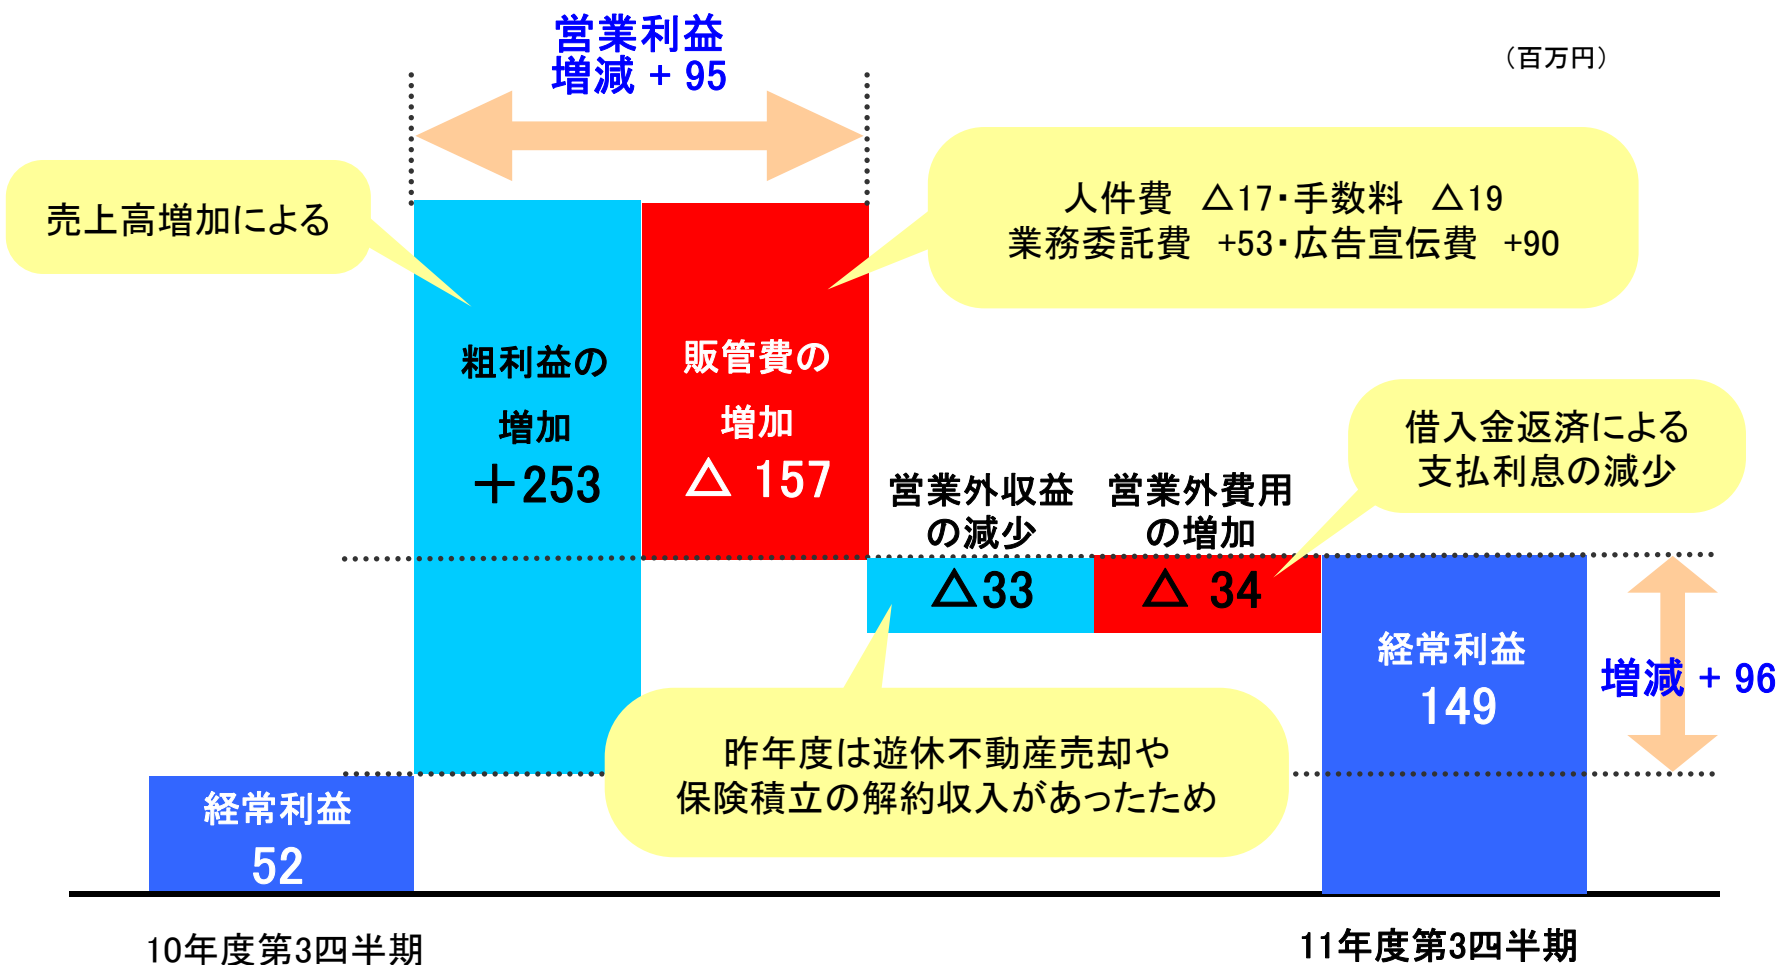 営業利益
増減 + 95
（百万円）
売上高増加による
人件費 △17・手数料 △19
業務委託費 +53・広告宣伝費 +90
粗利益の
増加
＋253
販管費の
増加
△ 157
営業外収益
の減少
△33
営業外費用
の増加
△ 34
借入金返済による
支払利息の減少
経常利益
149
増減 + 96
昨年度は遊休不動産売却や
保険積立の解約収入があったため
経常利益
52
10年度第3四半期
11年度第3四半期